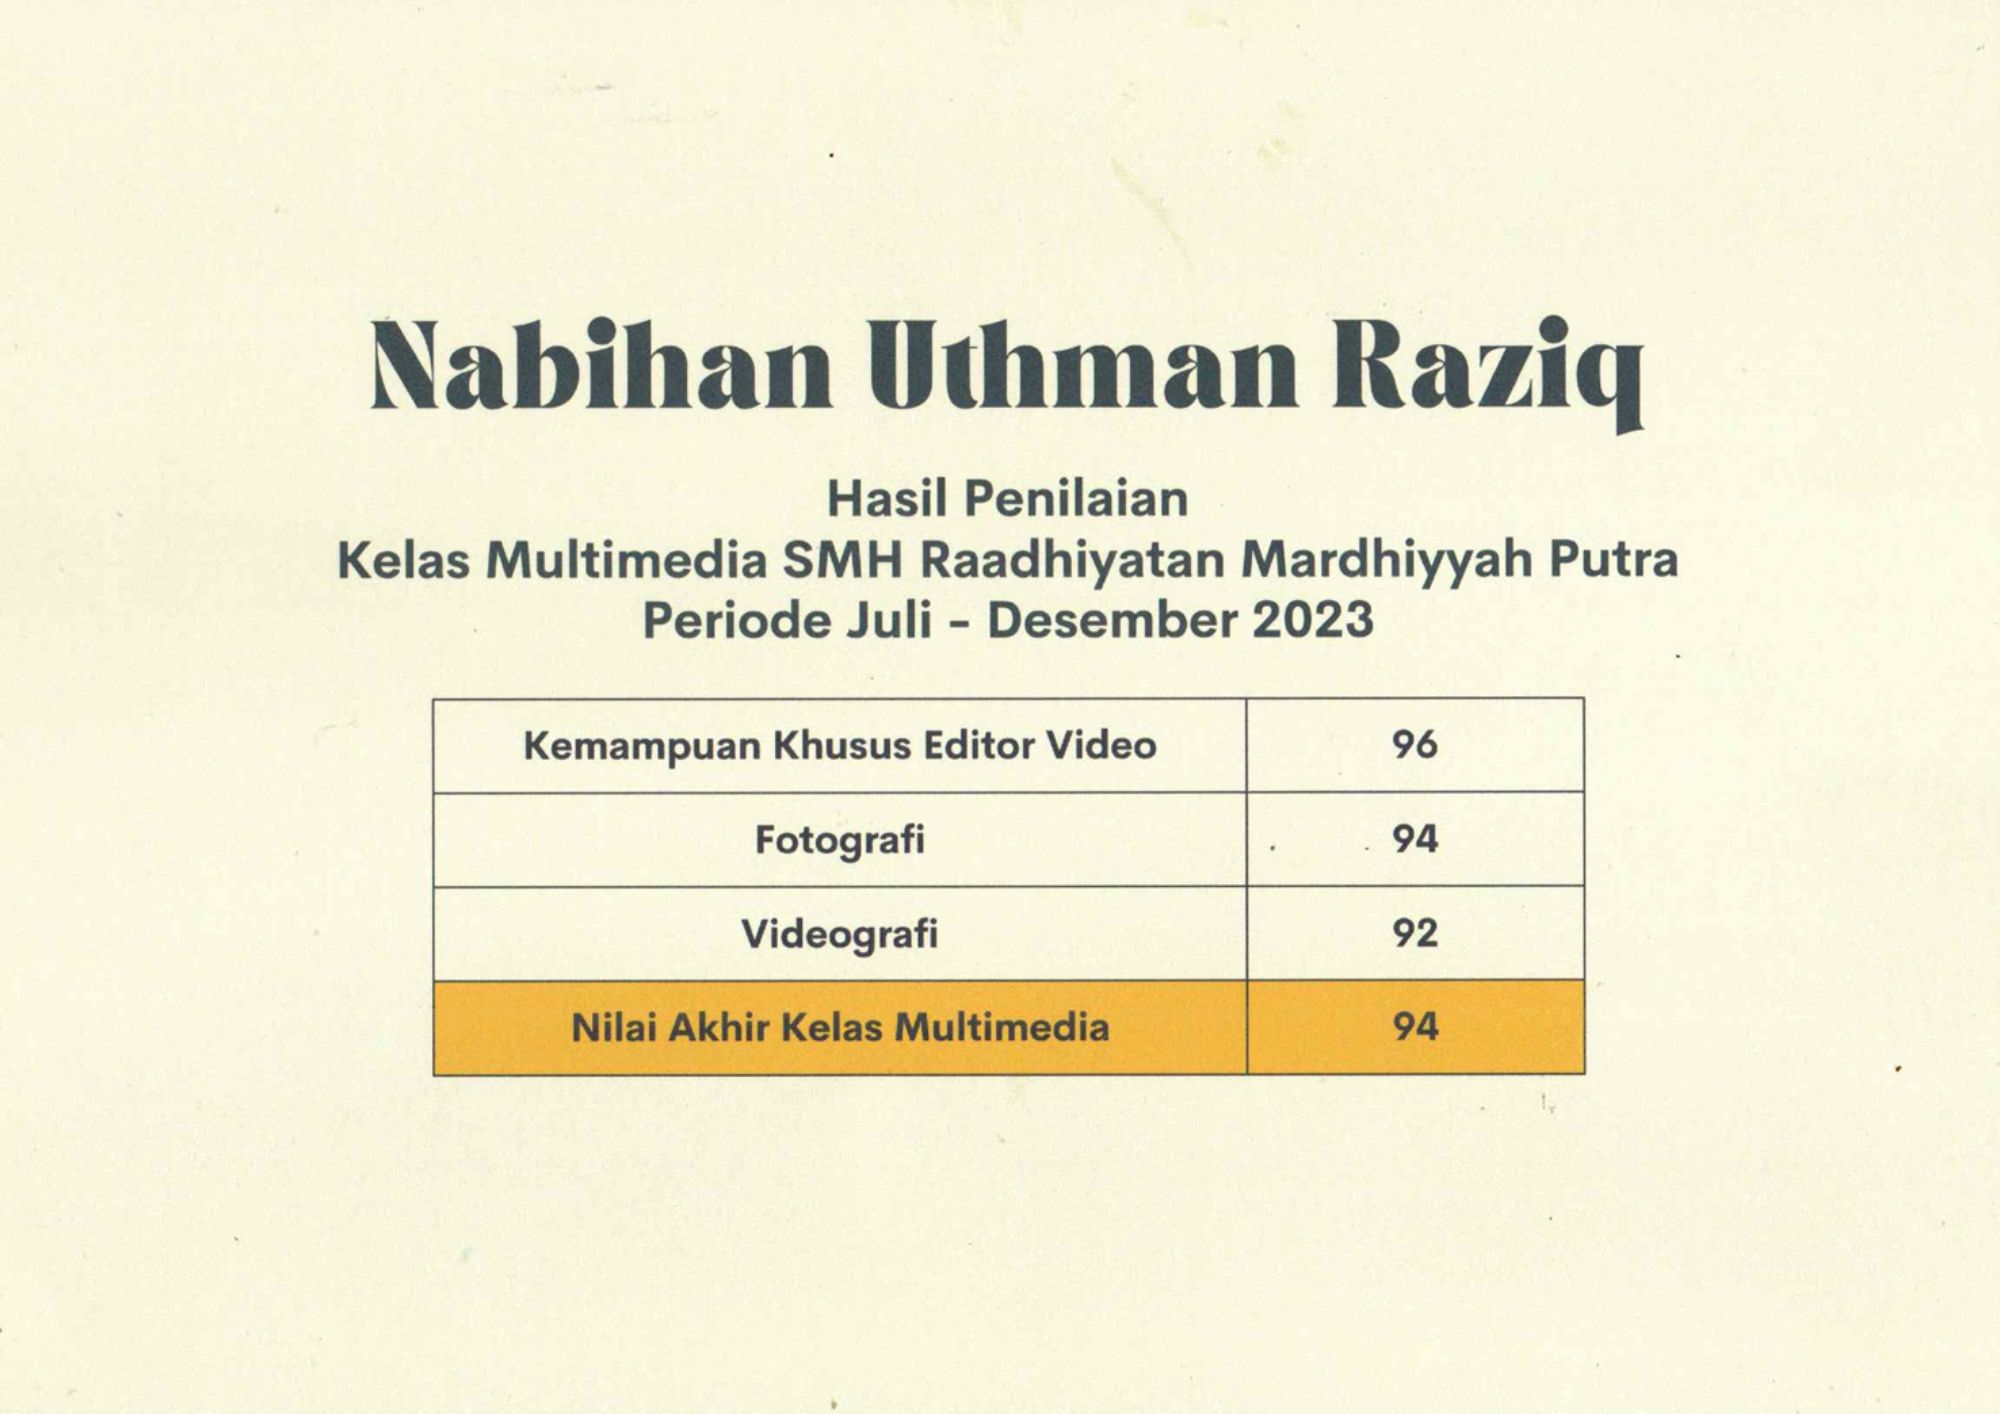 Nabihan Uthman Raziq
Hasil Penilaian
Kelas Multimedia SMH Raadhiyatan Mardhiyyah Putra
Periode Juli - Desember 2023
Kemampuan Khusus Editor Video 96
Fotografi 94
Videografi 92
Nilai Akhir Kelas Multimedia 94